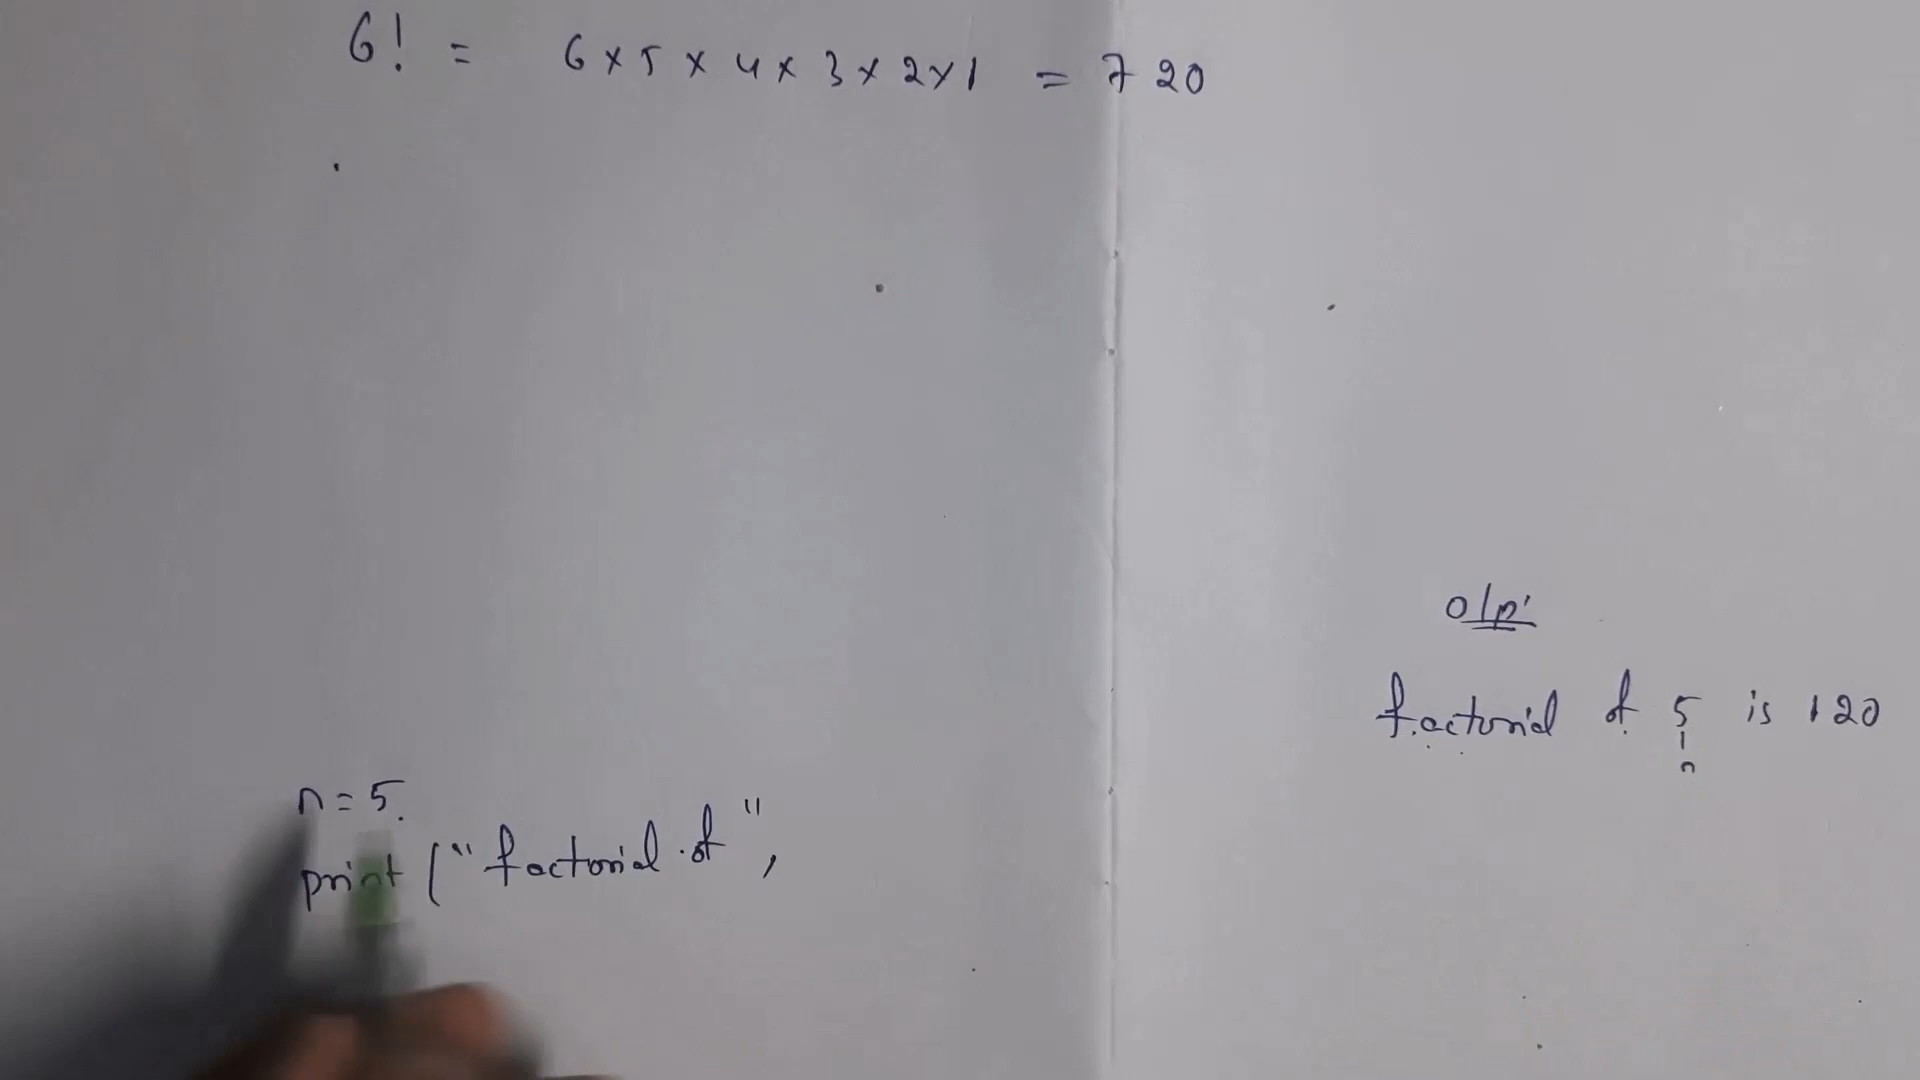 6! = 6 x 5 x 4 x 3 x 2 x 1 = 720
o/p
factorial of 5 is 120
n
n = 5
print ("factorial of",